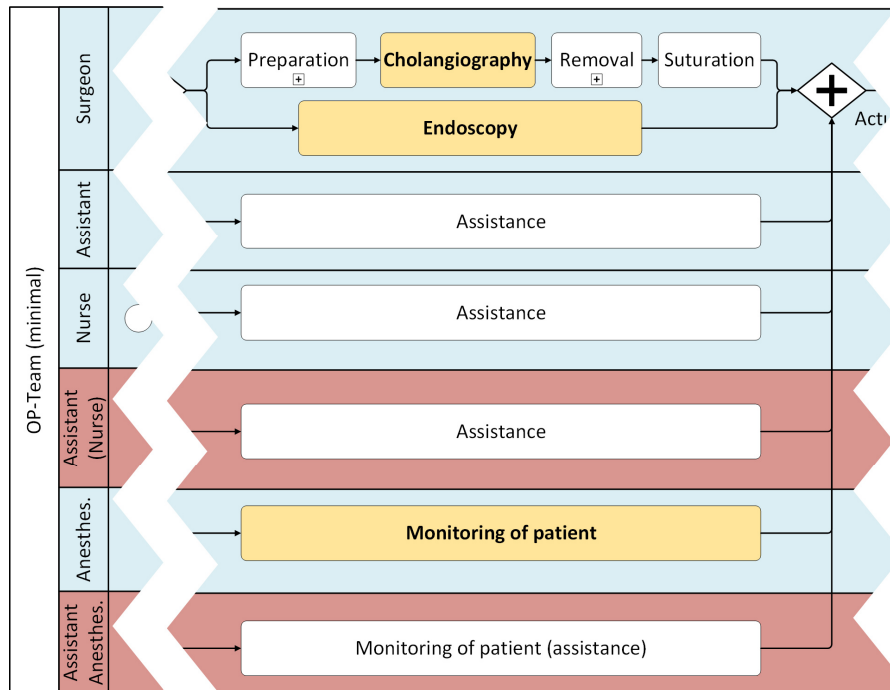 OP-Team (minimal)
Surgeon
Preparation
Cholangiography
Removal
Suturation
Endoscopy
Assistant
Assistance
Nurse
Assistance
Assistant
(Nurse)
Assistance
Anesthes.
Monitoring of patient
Assistant
Anesthes.
Monitoring of patient (assistance)